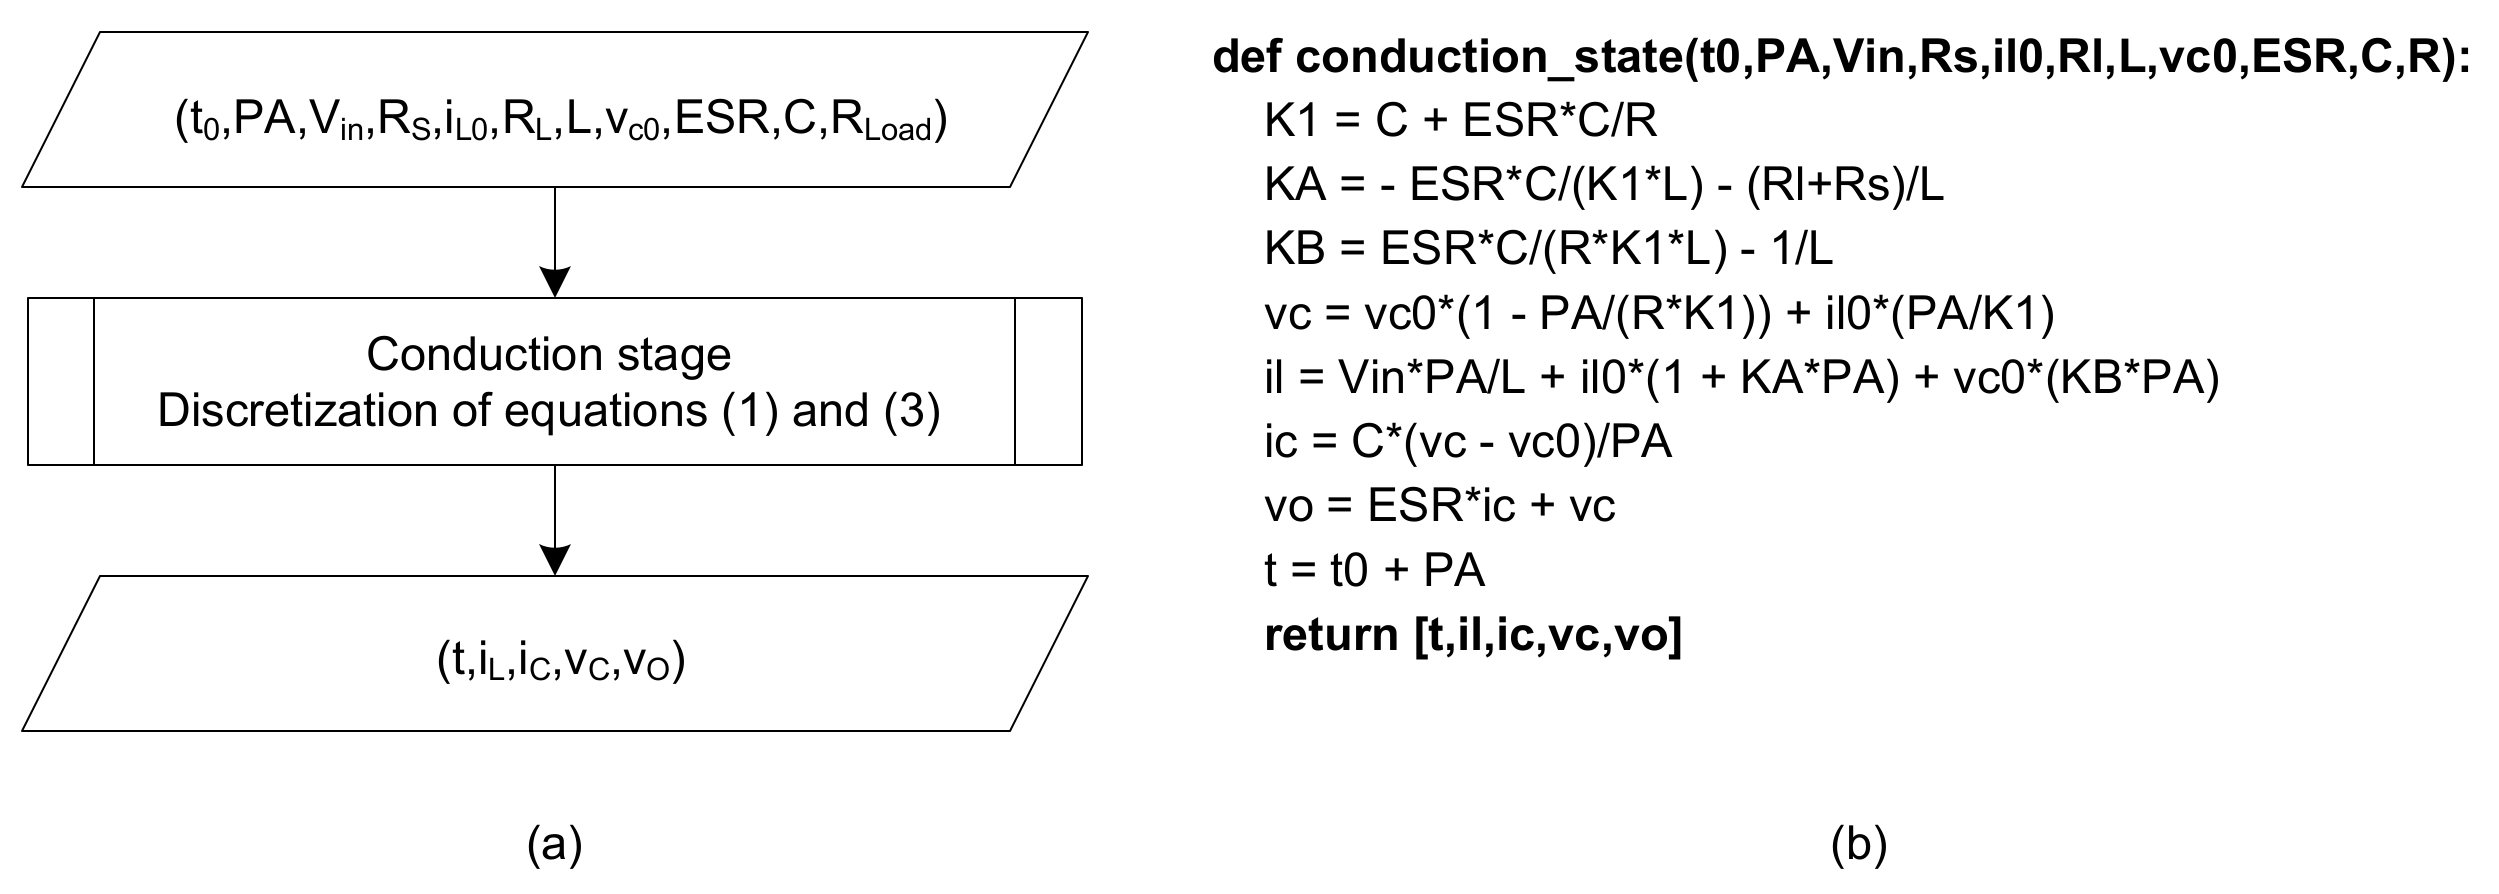 (t0,PA,Vin,RS,iL0,RL,L,vc0,ESR,C,RLoad)
Conduction stage
Discretization of equations (1) and (3)
(t,iL,iC,vC,vO)
(a)
def conduction_state(t0,PA,Vin,Rs,il0,Rl,L,vc0,ESR,C,R):
K1 = C + ESR*C/R
KA = - ESR*C/(K1*L) - (Rl+Rs)/L
KB = ESR*C/(R*K1*L) - 1/L
vc = vc0*(1 - PA/(R*K1)) + il0*(PA/K1)
il = Vin*PA/L + il0*(1 + KA*PA) + vc0*(KB*PA)
ic = C*(vc - vc0)/PA
vo = ESR*ic + vc
t = t0 + PA
return [t,il,ic,vc,vo]
(b)